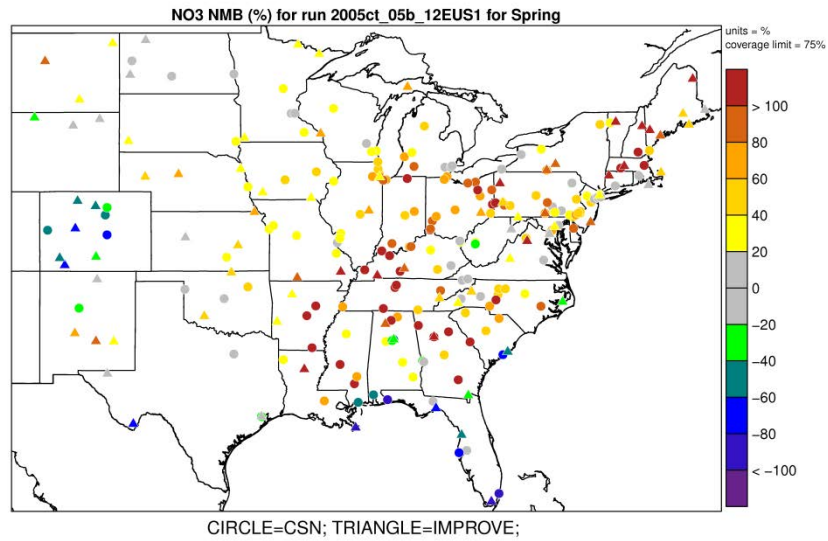 NO3 NMB (%) for run 2005ct_05b_12EUS1 for Spring
units = %
coverage limit = 75%
> 100
80
60
40
20
0
−20
−40
−60
−80
< −100
CIRCLE=CSN; TRIANGLE=IMPROVE;